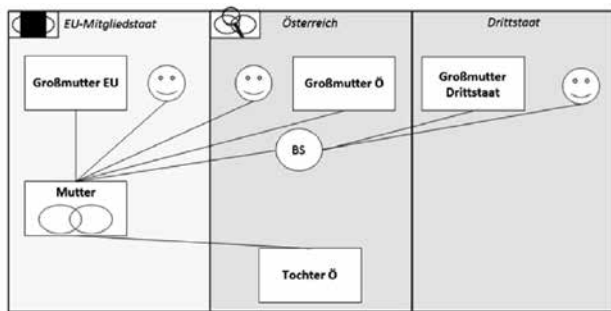 EU-Mitgliedstaat
Österreich
Drittstaat
Großmutter EU
Großmutter Ö
Großmutter
Drittstaat
BS
Mutter
Tochter Ö